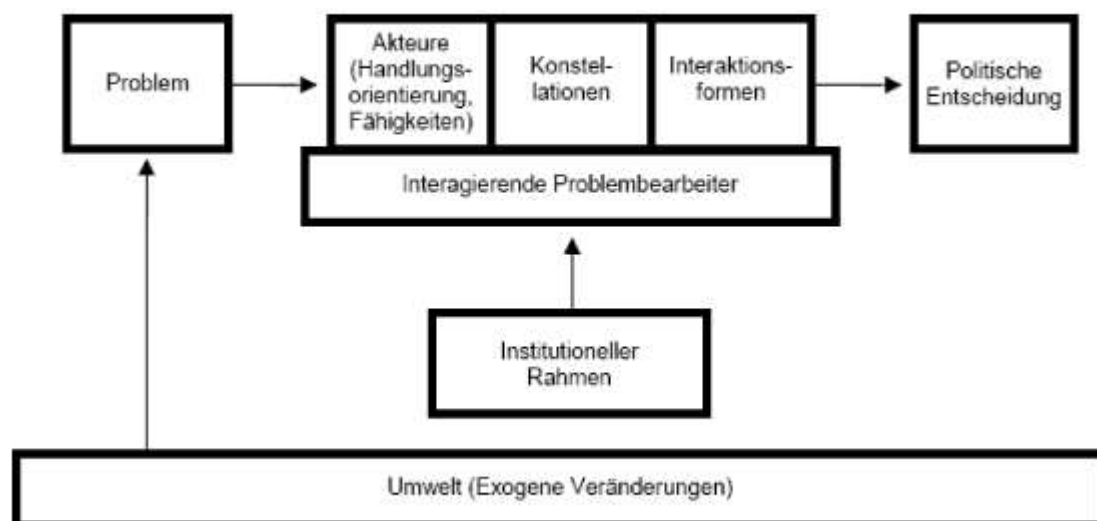 Problem
Akteure
(Handlungs-
orientierung,
Fähigkeiten)
Konstel-
lationen
Interaktions-
formen
Politische
Entscheidung
Interagierende Problembearbeiter
Institutioneller
Rahmen
Umwelt (Exogene Veränderungen)